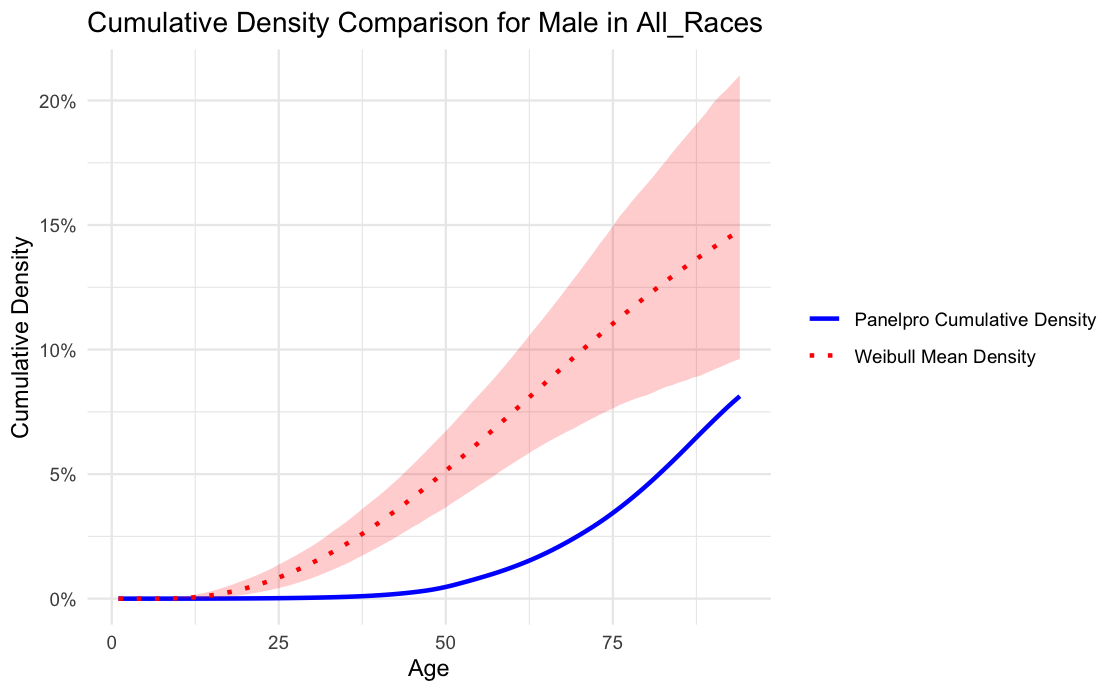 Cumulative Density Comparison for Male in All_Races
Cumulative Density
20%
15%
10%
5%
0%
0
25
50
75
Age
Panelpro Cumulative Density
Weibull Mean Density